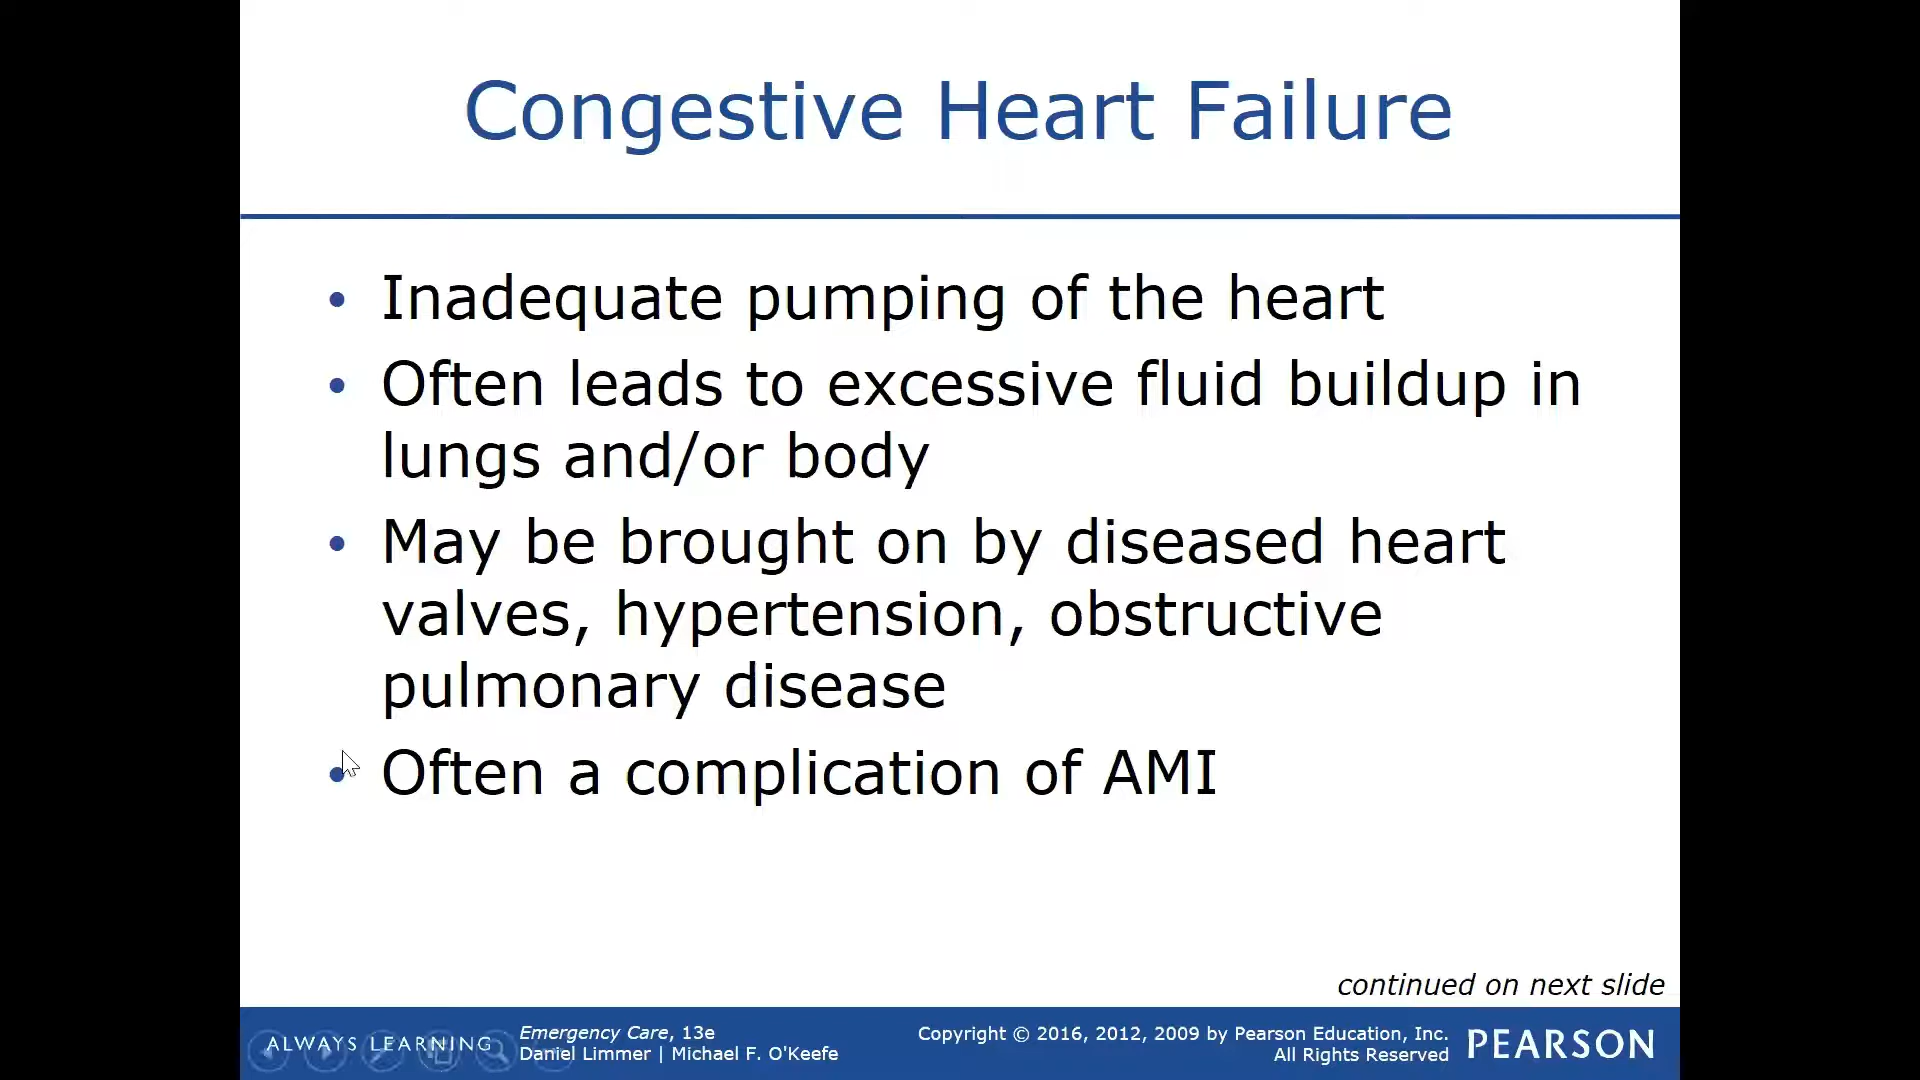 Congestive Heart Failure
• Inadequate pumping of the heart
• Often leads to excessive fluid buildup in
lungs and/or body
• May be brought on by diseased heart
valves, hypertension, obstructive
pulmonary disease
• Often a complication of AMI
continued on next slide
ALWAYS LEARNING
Emergency Care, 13e
Daniel Limmer | Michael F. O'Keefe
Copyright © 2016, 2012, 2009 by Pearson Education, Inc.
All Rights Reserved
PEARSON